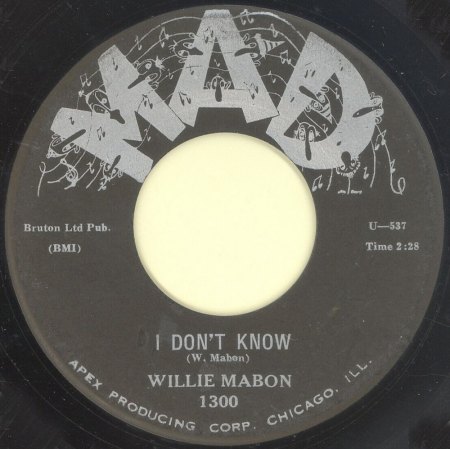 MAD
Bruton Ltd Pub.
(BMI)
U—537
Time 2:28
I DON'T KNOW
(W. Mabon)
WILLIE MABON
1300
APEX PRODUCING CORP. CHICAGO, ILL.